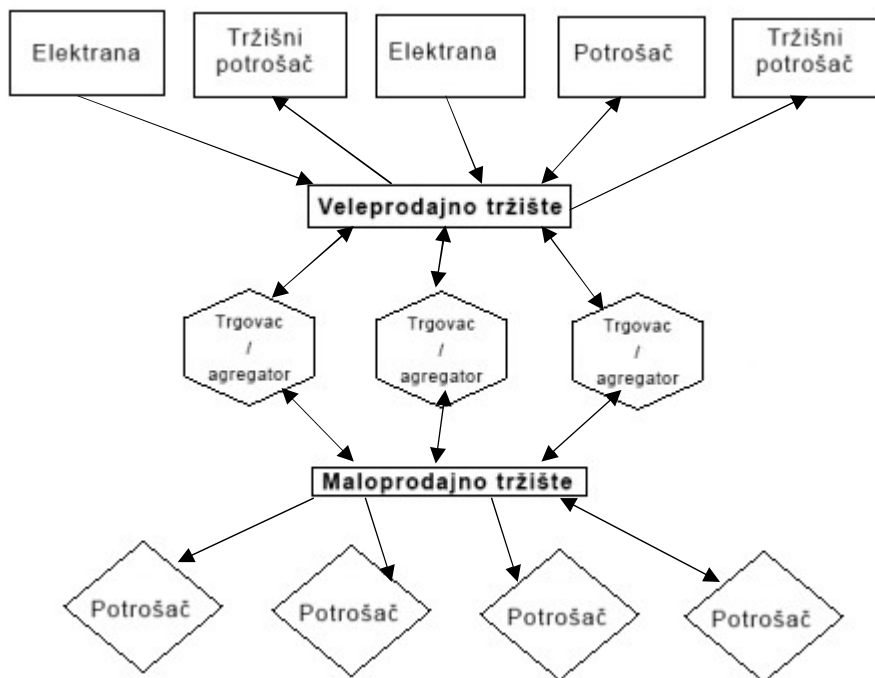 Elektrana
Tržišni
potrošač
Elektrana
Potrošač
Tržišni
potrošač
Veleprodajno tržište
Trgovac
/
agregator
Trgovac
/
agregator
Trgovac
/
agregator
Maloprodajno tržište
Potrošač
Potrošač
Potrošač
Potrošač